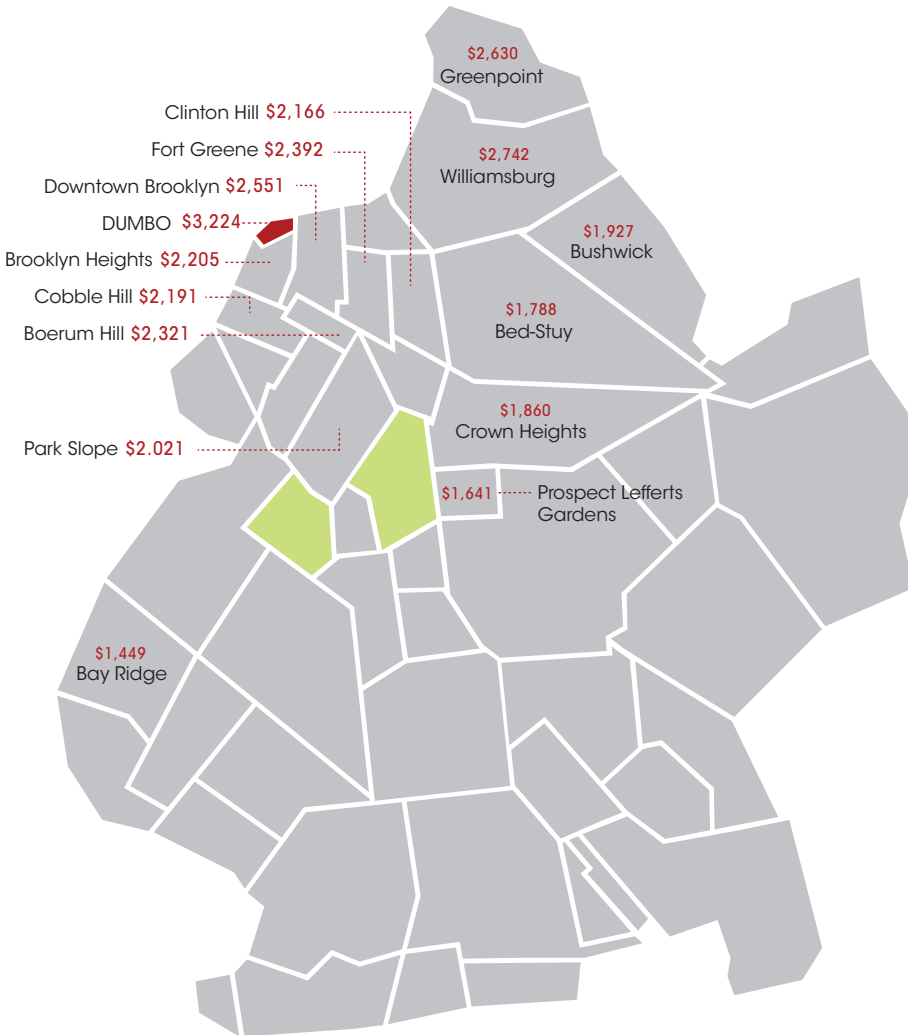 $2,630
Greenpoint
Clinton Hill $2,166
Fort Greene $2,392
$2,742
Williamsburg
Downtown Brooklyn $2,551
DUMBO $3,224
$1,927
Bushwick
Brooklyn Heights $2,205
Cobble Hill $2,191
$1,788
Bed-Stuy
Boerum Hill $2,321
$1,860
Crown Heights
Park Slope $2.021
$1,641 Prospect Lefferts
Gardens
$1,449
Bay Ridge